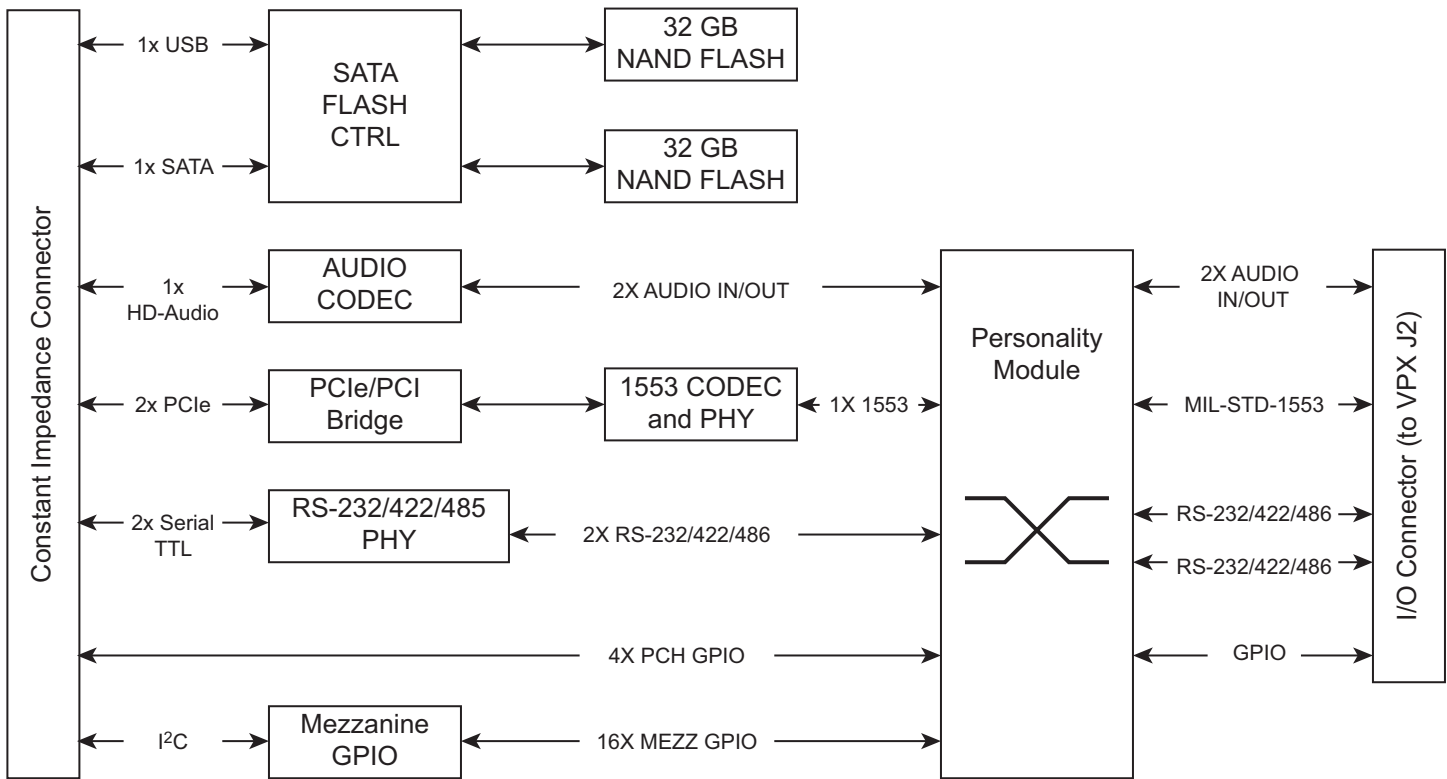 Constant Impedance Connector
1x USB
SATA
FLASH
CTRL
32 GB
NAND FLASH
1x SATA
32 GB
NAND FLASH
1x
HD-Audio
AUDIO
CODEC
2X AUDIO IN/OUT
Personality
Module
2X AUDIO
IN/OUT
I/O Connector (to VPX J2)
2x PCIe
PCIe/PCI
Bridge
1553 CODEC
and PHY
1X 1553
MIL-STD-1553
2x Serial
TTL
RS-232/422/485
PHY
2X RS-232/422/486
RS-232/422/486
RS-232/422/486
4X PCH GPIO
GPIO
I²C
Mezzanine
GPIO
16X MEZZ GPIO